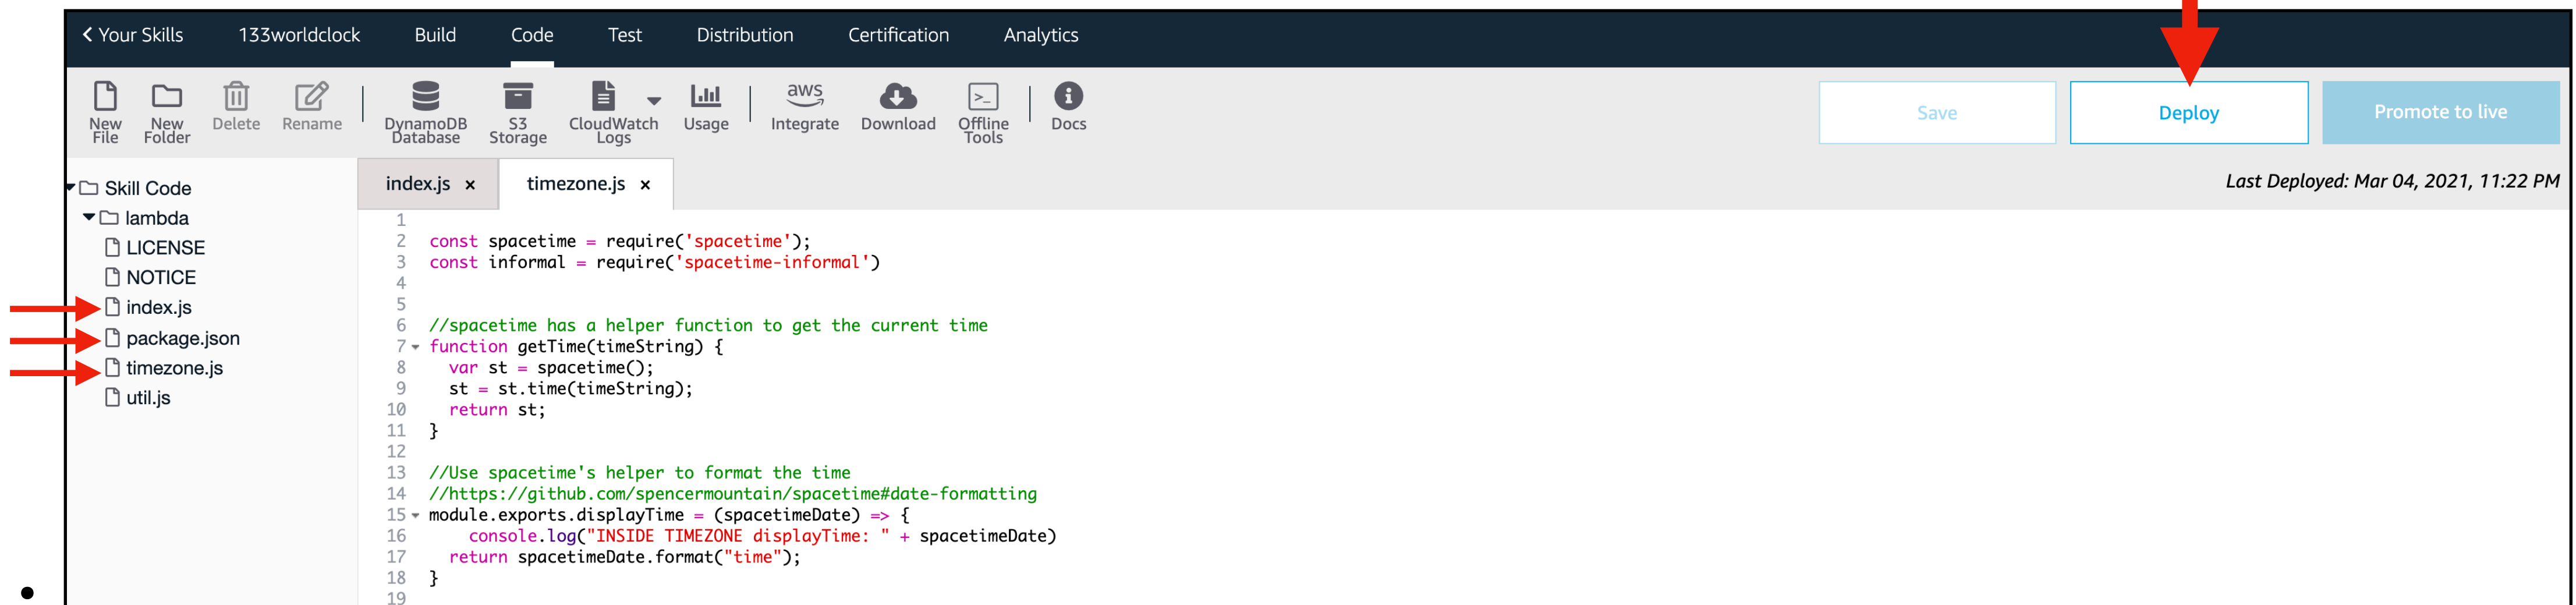 Your Skills 133worldclock Build Code Test Distribution Certification Analytics
New File New Folder Delete Rename DynamoDB Database S3 Storage CloudWatch Logs Usage aws Integrate Download Offline Tools Docs Save Deploy Promote to live
Skill Code
lambda
LICENSE
NOTICE
index.js
package.json
timezone.js
util.js
index.js × timezone.js × Last Deployed: Mar 04, 2021, 11:22 PM
1
2 const spacetime = require('spacetime');
3 const informal = require('spacetime-informal')
4
5
6 //spacetime has a helper function to get the current time
7 function getTime(timeString) {
8 var st = spacetime();
9 st = st.time(timeString);
10 return st;
11 }
12
13 //Use spacetime's helper to format the time
14 //https://github.com/spencermountain/spacetime#date-formatting
15 module.exports.displayTime = (spacetimeDate) => {
16 console.log("INSIDE TIMEZONE displayTime: " + spacetimeDate)
17 return spacetimeDate.format("time");
18 }
19